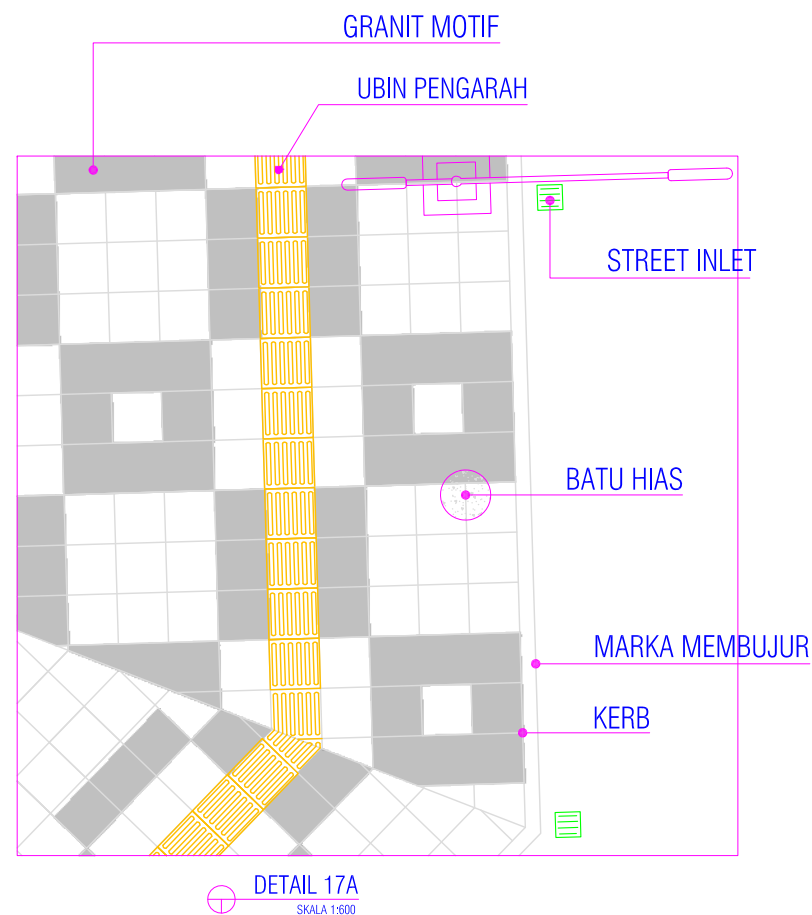 GRANIT MOTIF
UBIN PENGARAH
STREET INLET
BATU HIAS
MARKA MEMBUJUR
KERB
DETAIL 17A
SKALA 1:600